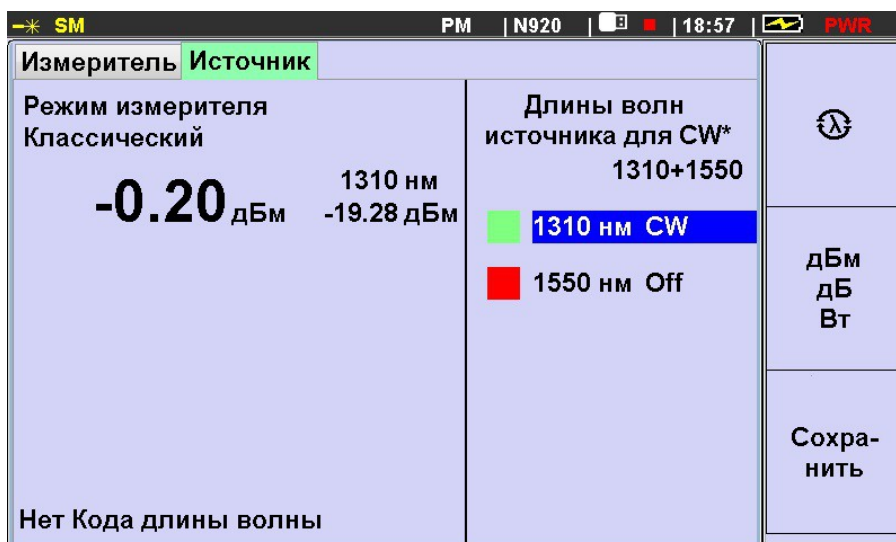 SM PM | N920 | | 18:57 | PWR
Измеритель Источник
Режим измерителя
Классический
-0.20 дБм
1310 нм
-19.28 дБм
Нет Кода длины волны
Длины волн
источника для CW*
1310+1550
1310 нм CW
1550 нм Off
λ
дБм
дБ
Вт
Сохра-
нить